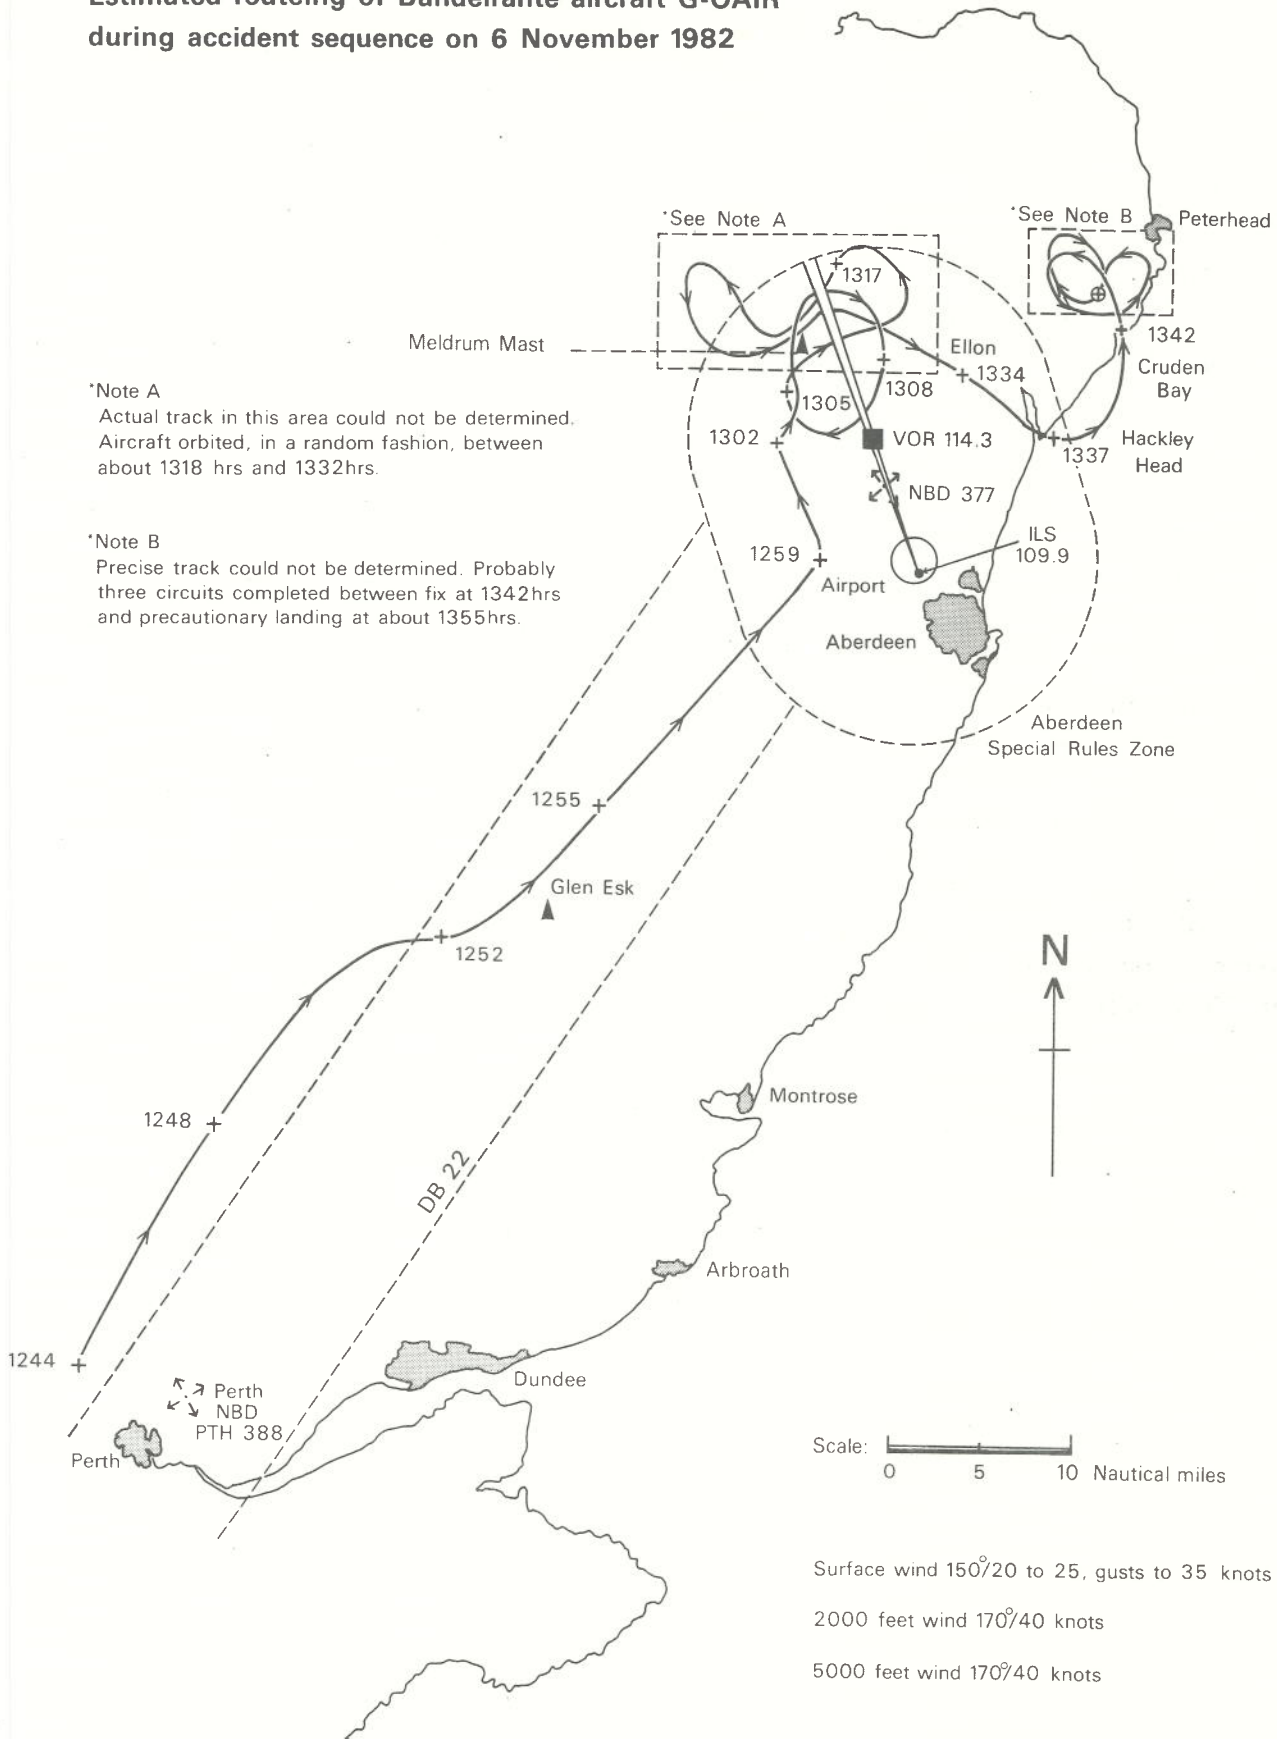 Estimated routeing of Bandeirante aircraft G-OAIR
during accident sequence on 6 November 1982
*See Note A
*See Note B
Peterhead
1317
1342
Meldrum Mast
Ellon
1334
Cruden
Bay
1308
1305
*Note A
Actual track in this area could not be determined.
Aircraft orbited, in a random fashion, between
about 1318 hrs and 1332hrs.
1302
VOR 114.3
Hackley
Head
1337
NBD 377
*Note B
Precise track could not be determined. Probably
three circuits completed between fix at 1342hrs
and precautionary landing at about 1355hrs.
ILS
109.9
1259
Airport
Aberdeen
Aberdeen
Special Rules Zone
1255
Glen Esk
1252
N
1248
Montrose
DB 22
Arbroath
1244
Dundee
Perth
NBD
PTH 388
Perth
Scale:
0 5 10 Nautical miles
Surface wind 150°/20 to 25, gusts to 35 knots
2000 feet wind 170°/40 knots
5000 feet wind 170°/40 knots